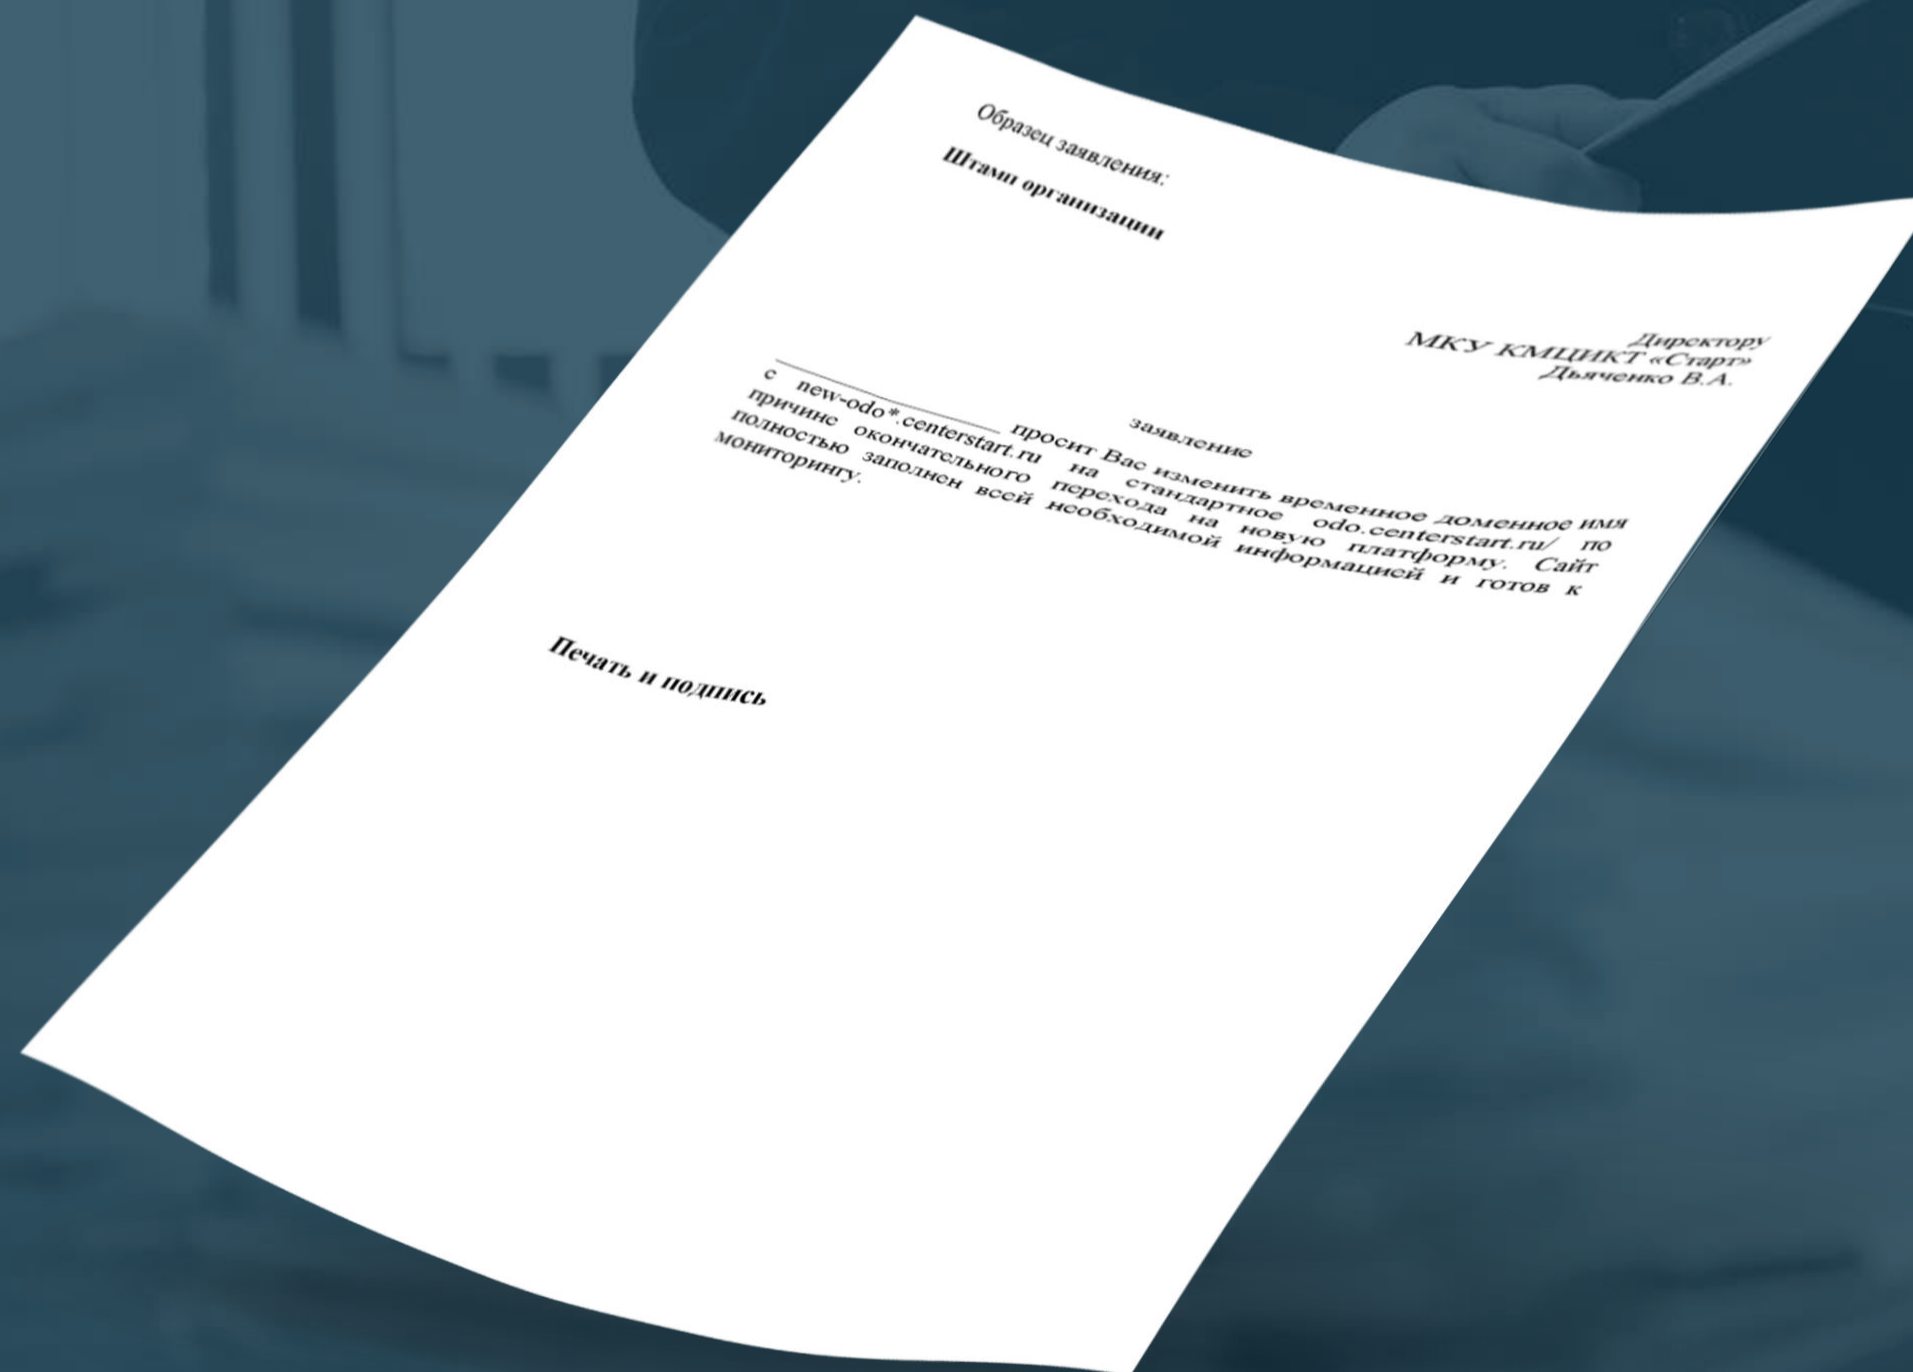 Образец заявления:
Штамп организации
Директору
МКУ КМЦИКТ «Старт»
Дьяченко В.А.
заявление
____________________ просит Вас изменить временное доменное имя
с new-odo*.centerstart.ru на стандартное odo.centerstart.ru/ по
причине окончательного перехода на новую платформу. Сайт
полностью заполнен всей необходимой информацией и готов к
мониторингу.
Печать и подпись